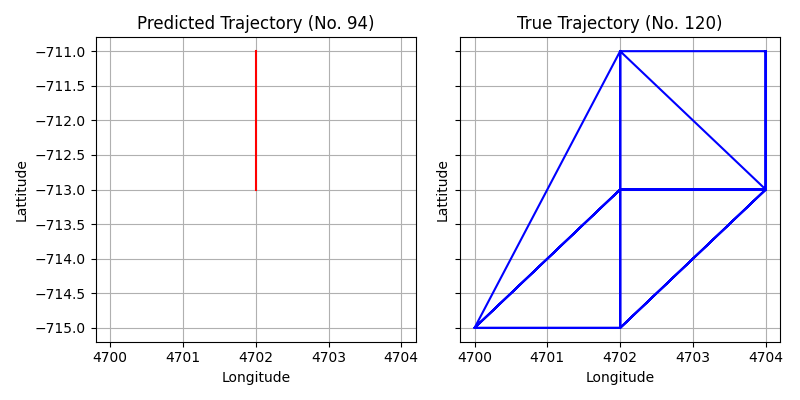 Predicted Trajectory (No. 94)
True Trajectory (No. 120)
Lattitude
−711.0
−711.5
−712.0
−712.5
−713.0
−713.5
−714.0
−714.5
−715.0
4700 4701 4702 4703 4704
Longitude
Lattitude
4700 4701 4702 4703 4704
Longitude